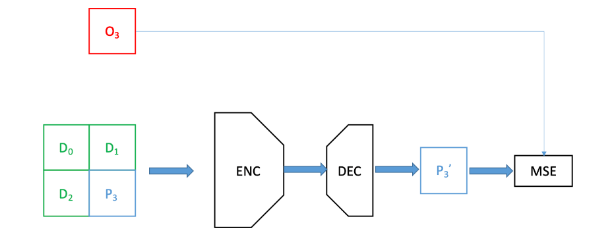 O₃
D₀ D₁
ENC DEC P₃′ MSE
D₂ P₃